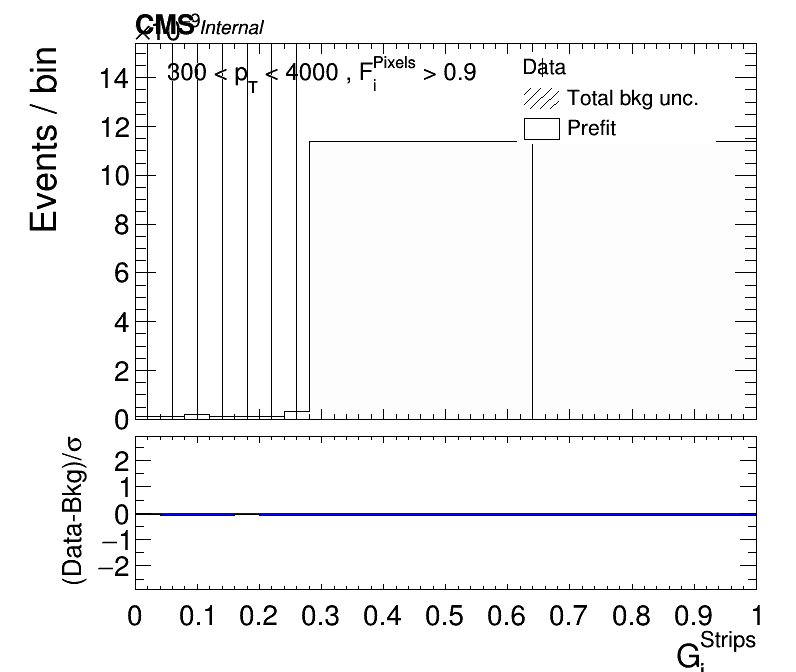 CMS Internal
×10⁻⁹
300 < p_T < 4000 , F_i^Pixels > 0.9
Data
Total bkg unc.
Prefit
Events / bin
14
12
10
8
6
4
2
0
(Data-Bkg)/σ
2
1
0
−1
−2
0 0.1 0.2 0.3 0.4 0.5 0.6 0.7 0.8 0.9 1
G_i^Strips